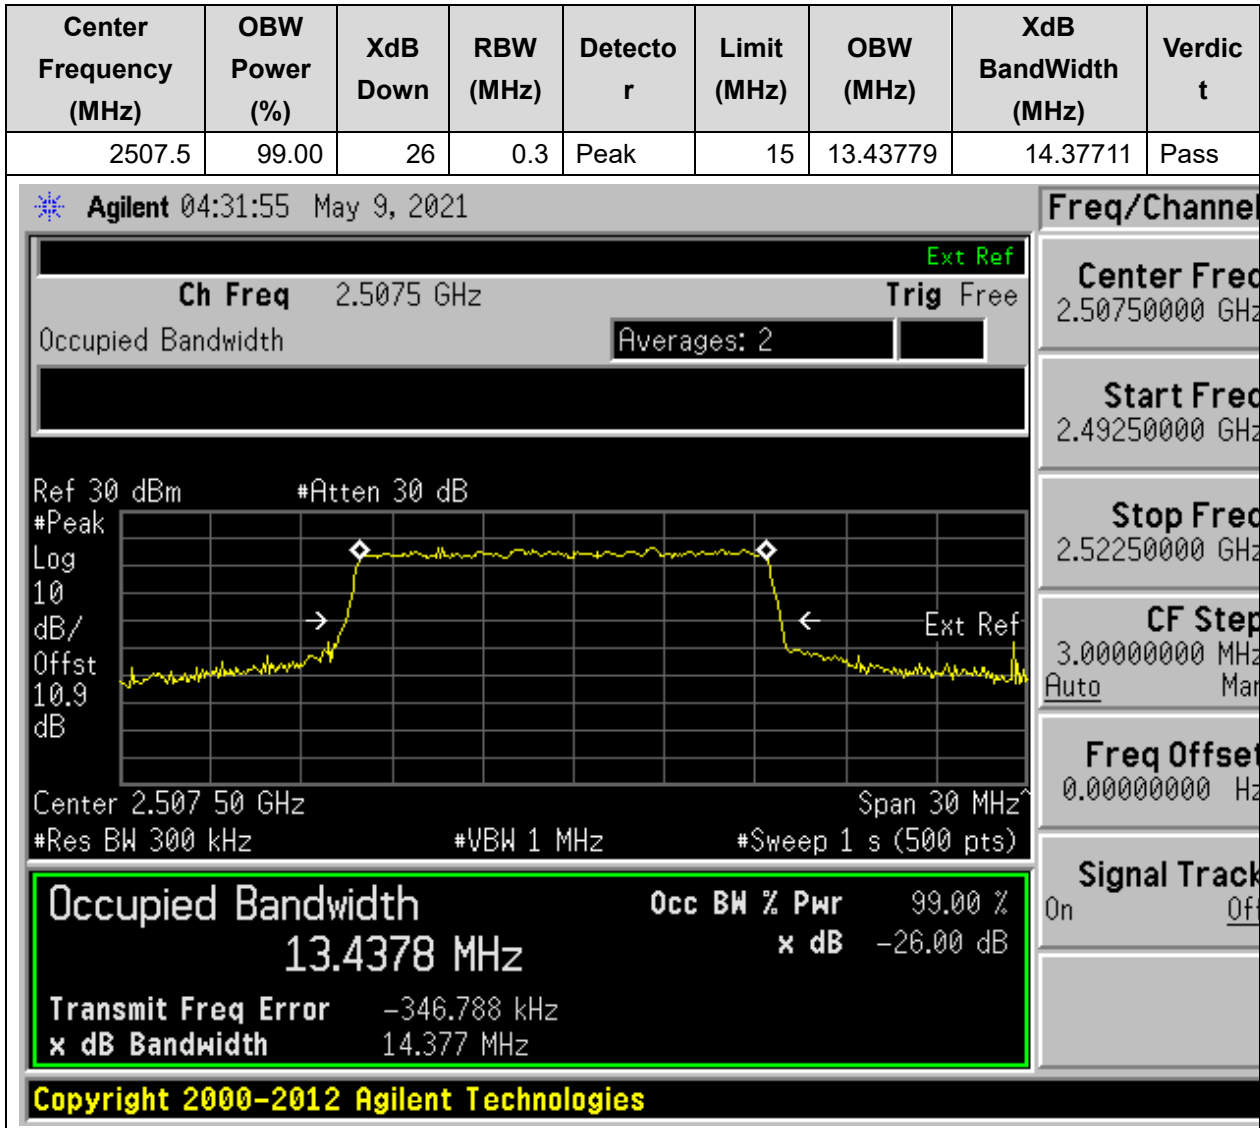 Center Frequency (MHz) OBW Power (%) XdB Down RBW (MHz) Detecto r Limit (MHz) OBW (MHz) XdB BandWidth (MHz) Verdic t
2507.5 99.00 26 0.3 Peak 15 13.43779 14.37711 Pass
Agilent 04:31:55 May 9, 2021
Freq/Channel
Ext Ref
Ch Freq 2.5075 GHz Trig Free
Occupied Bandwidth Averages: 2
Center Freq
2.50750000 GHz
Start Freq
2.49250000 GHz
Stop Freq
2.52250000 GHz
CF Step
3.00000000 MHz
Auto Man
Freq Offset
0.00000000 Hz
Signal Track
On Off
Ref 30 dBm #Atten 30 dB
#Peak
Log
10
dB/
Offst
10.9
dB
Ext Ref
Center 2.507 50 GHz Span 30 MHz^
#Res BW 300 kHz #VBW 1 MHz #Sweep 1 s (500 pts)
Occupied Bandwidth
13.4378 MHz
Occ BW % Pwr 99.00 %
x dB -26.00 dB
Transmit Freq Error -346.788 kHz
x dB Bandwidth 14.377 MHz
Copyright 2000-2012 Agilent Technologies